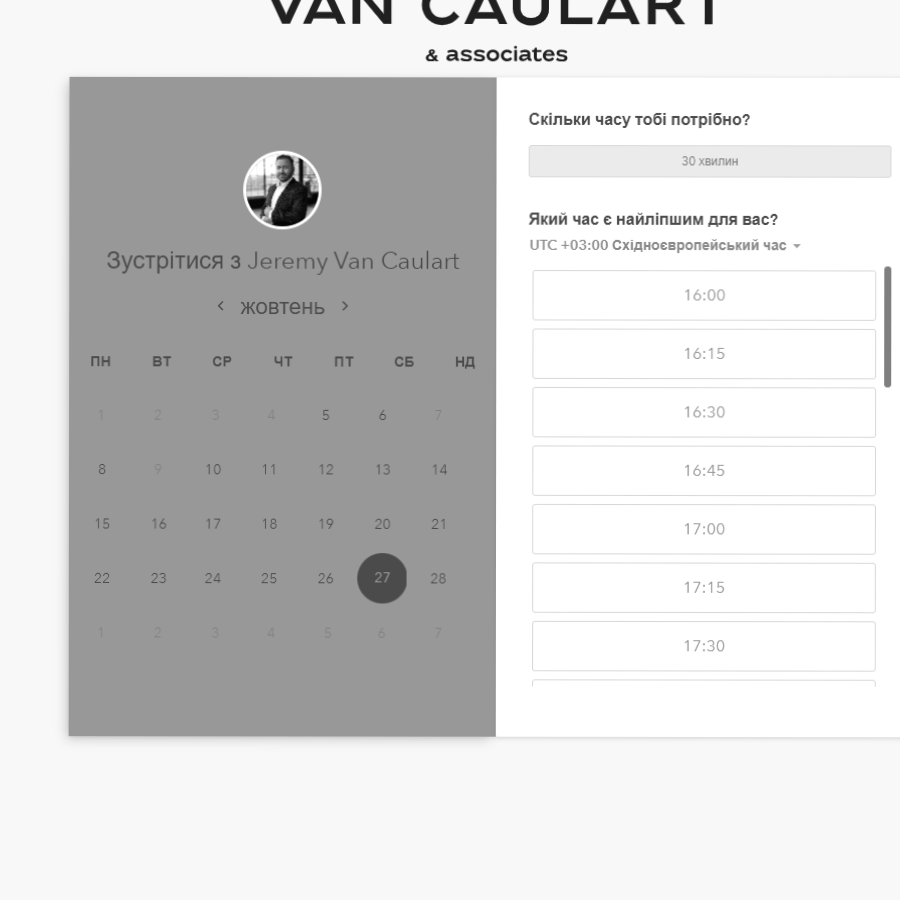 VAN CAULART
& associates
Зустрітися з Jeremy Van Caulart
жовтень
ПН ВТ СР ЧТ ПТ СБ НД
1 2 3 4 5 6 7
8 9 10 11 12 13 14
15 16 17 18 19 20 21
22 23 24 25 26 27 28
1 2 3 4 5 6 7
Скільки часу тобі потрібно?
30 хвилин
Який час є найліпшим для вас?
UTC +03:00 Східноєвропейський час
16:00
16:15
16:30
16:45
17:00
17:15
17:30